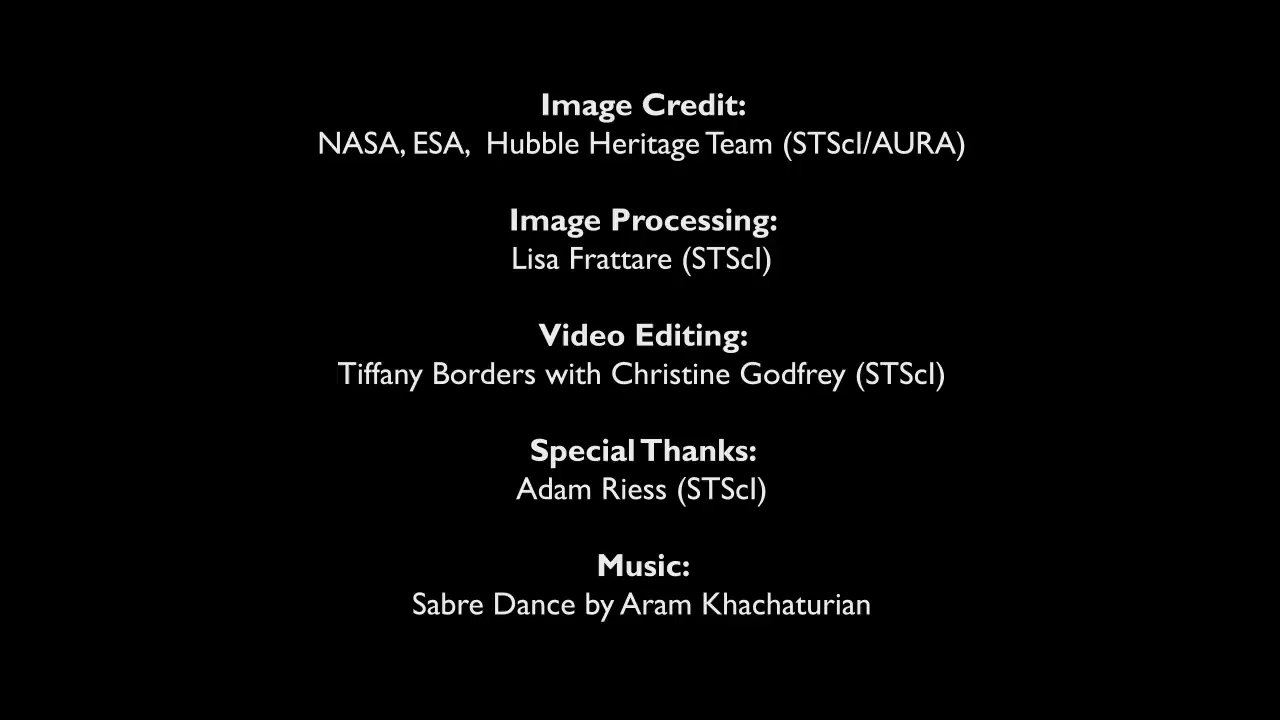 Image Credit:
NASA, ESA, Hubble Heritage Team (STScI/AURA)
Image Processing:
Lisa Frattare (STScI)
Video Editing:
Tiffany Borders with Christine Godfrey (STScI)
Special Thanks:
Adam Riess (STScI)
Music:
Sabre Dance by Aram Khachaturian